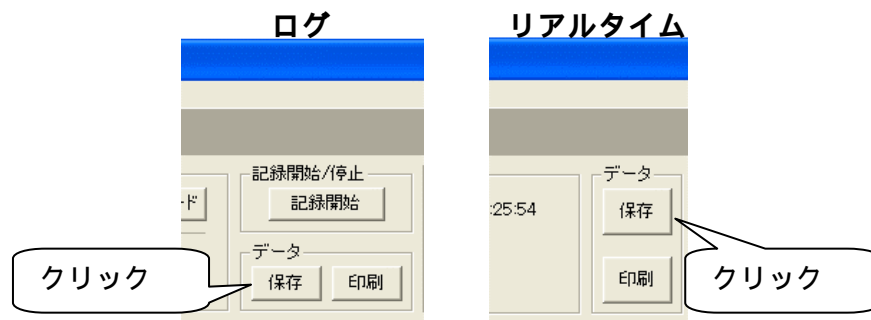 ログ
リアルタイム
記録開始/停止
ード
記録開始
データ
保存
印刷
クリック
データ
:25:54
保存
印刷
クリック